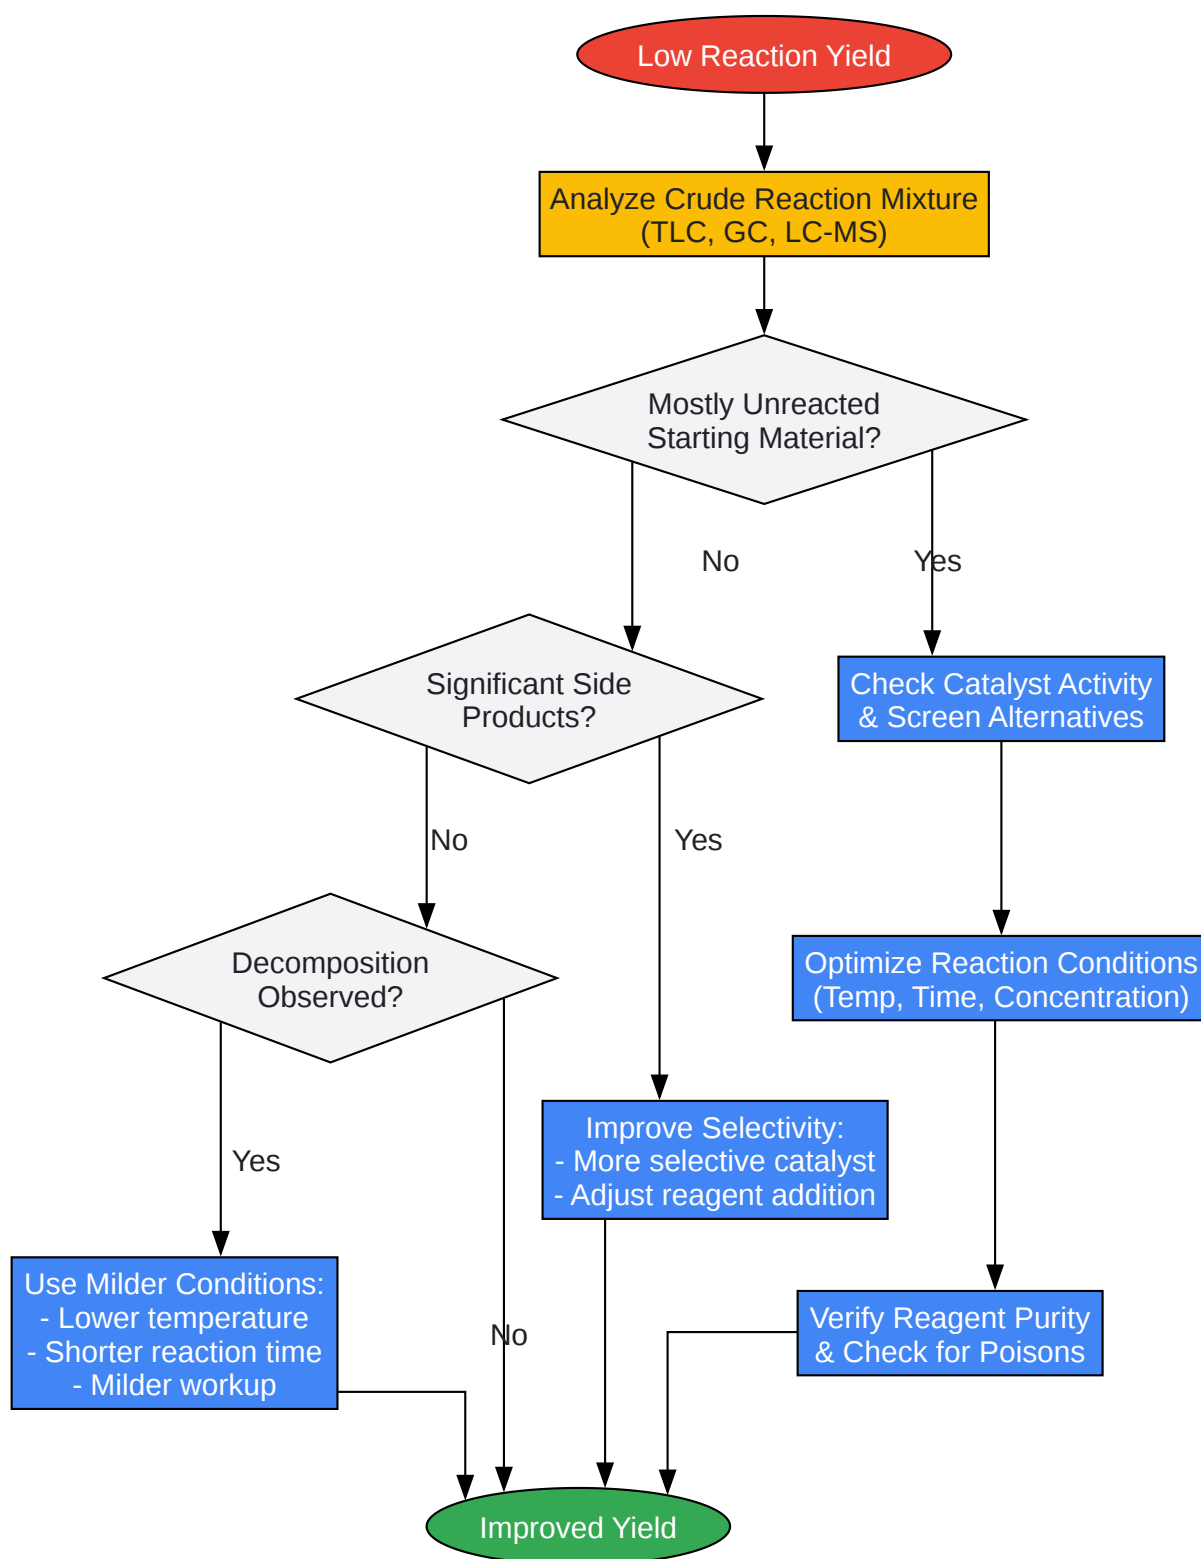 Low Reaction Yield
Analyze Crude Reaction Mixture
(TLC, GC, LC-MS)
Mostly Unreacted
Starting Material?
No
Yes
Significant Side
Products?
Check Catalyst Activity
& Screen Alternatives
No
Yes
Decomposition
Observed?
Optimize Reaction Conditions
(Temp, Time, Concentration)
Yes
Improve Selectivity:
- More selective catalyst
- Adjust reagent addition
Use Milder Conditions:
- Lower temperature
- Shorter reaction time
- Milder workup
No
Verify Reagent Purity
& Check for Poisons
Improved Yield